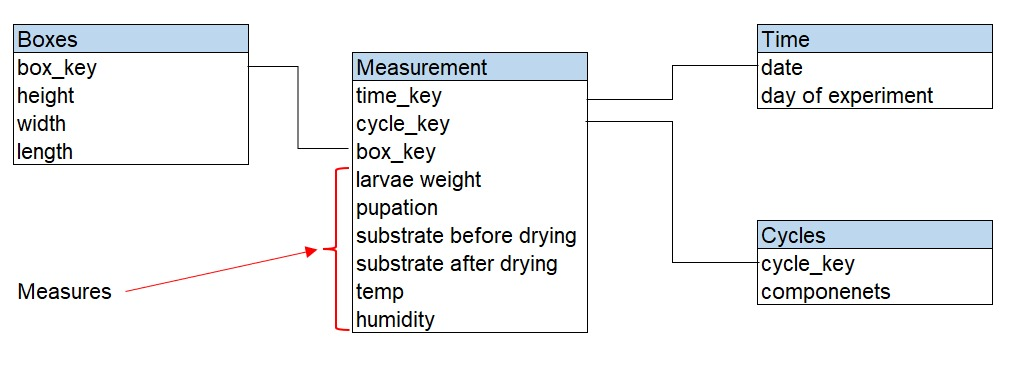 Boxes
box_key
height
width
length
Measurement
time_key
cycle_key
box_key
larvae weight
pupation
substrate before drying
substrate after drying
temp
humidity
Time
date
day of experiment
Cycles
cycle_key
componenets
Measures